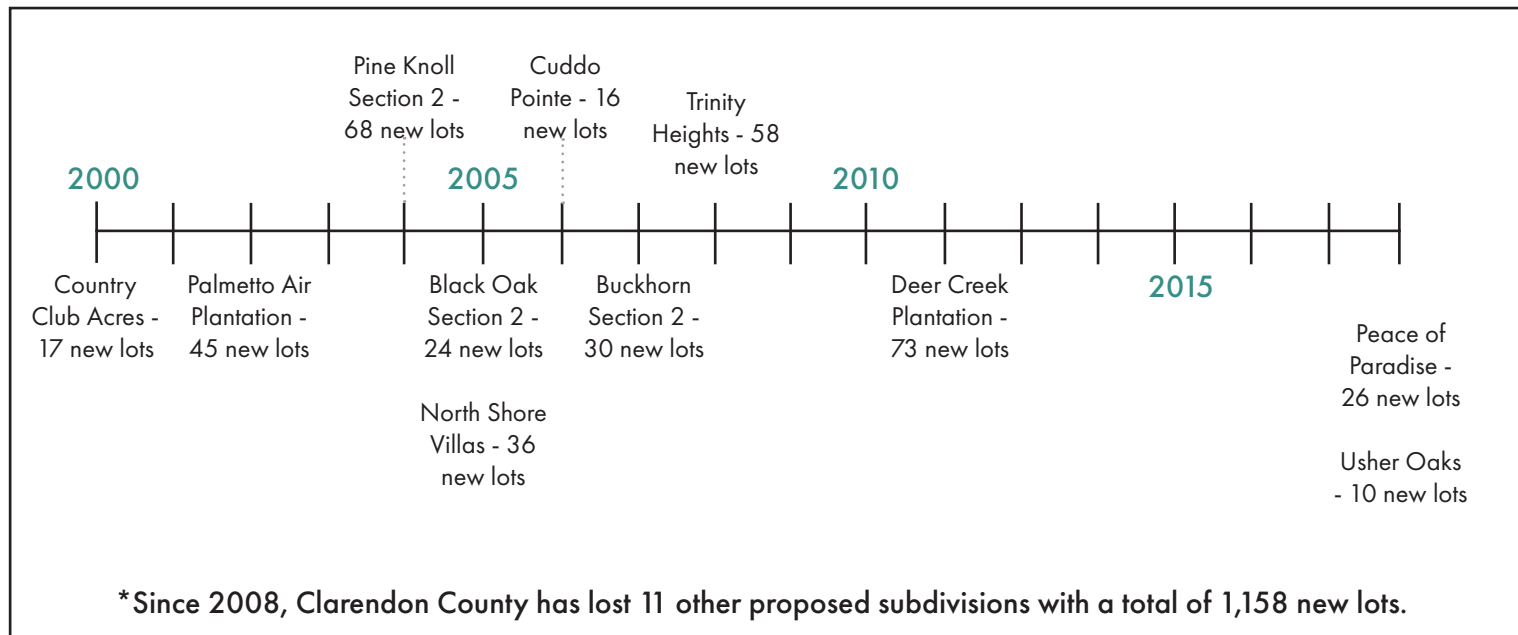 Pine Knoll
Section 2 -
68 new lots
Cuddo
Pointe - 16
new lots
Trinity
Heights - 58
new lots
2000
2005
2010
Country
Club Acres -
17 new lots
Palmetto Air
Plantation -
45 new lots
Black Oak
Section 2 -
24 new lots
North Shore
Villas - 36
new lots
Buckhorn
Section 2 -
30 new lots
Deer Creek
Plantation -
73 new lots
2015
Peace of
Paradise -
26 new lots
Usher Oaks
- 10 new lots
*Since 2008, Clarendon County has lost 11 other proposed subdivisions with a total of 1,158 new lots.